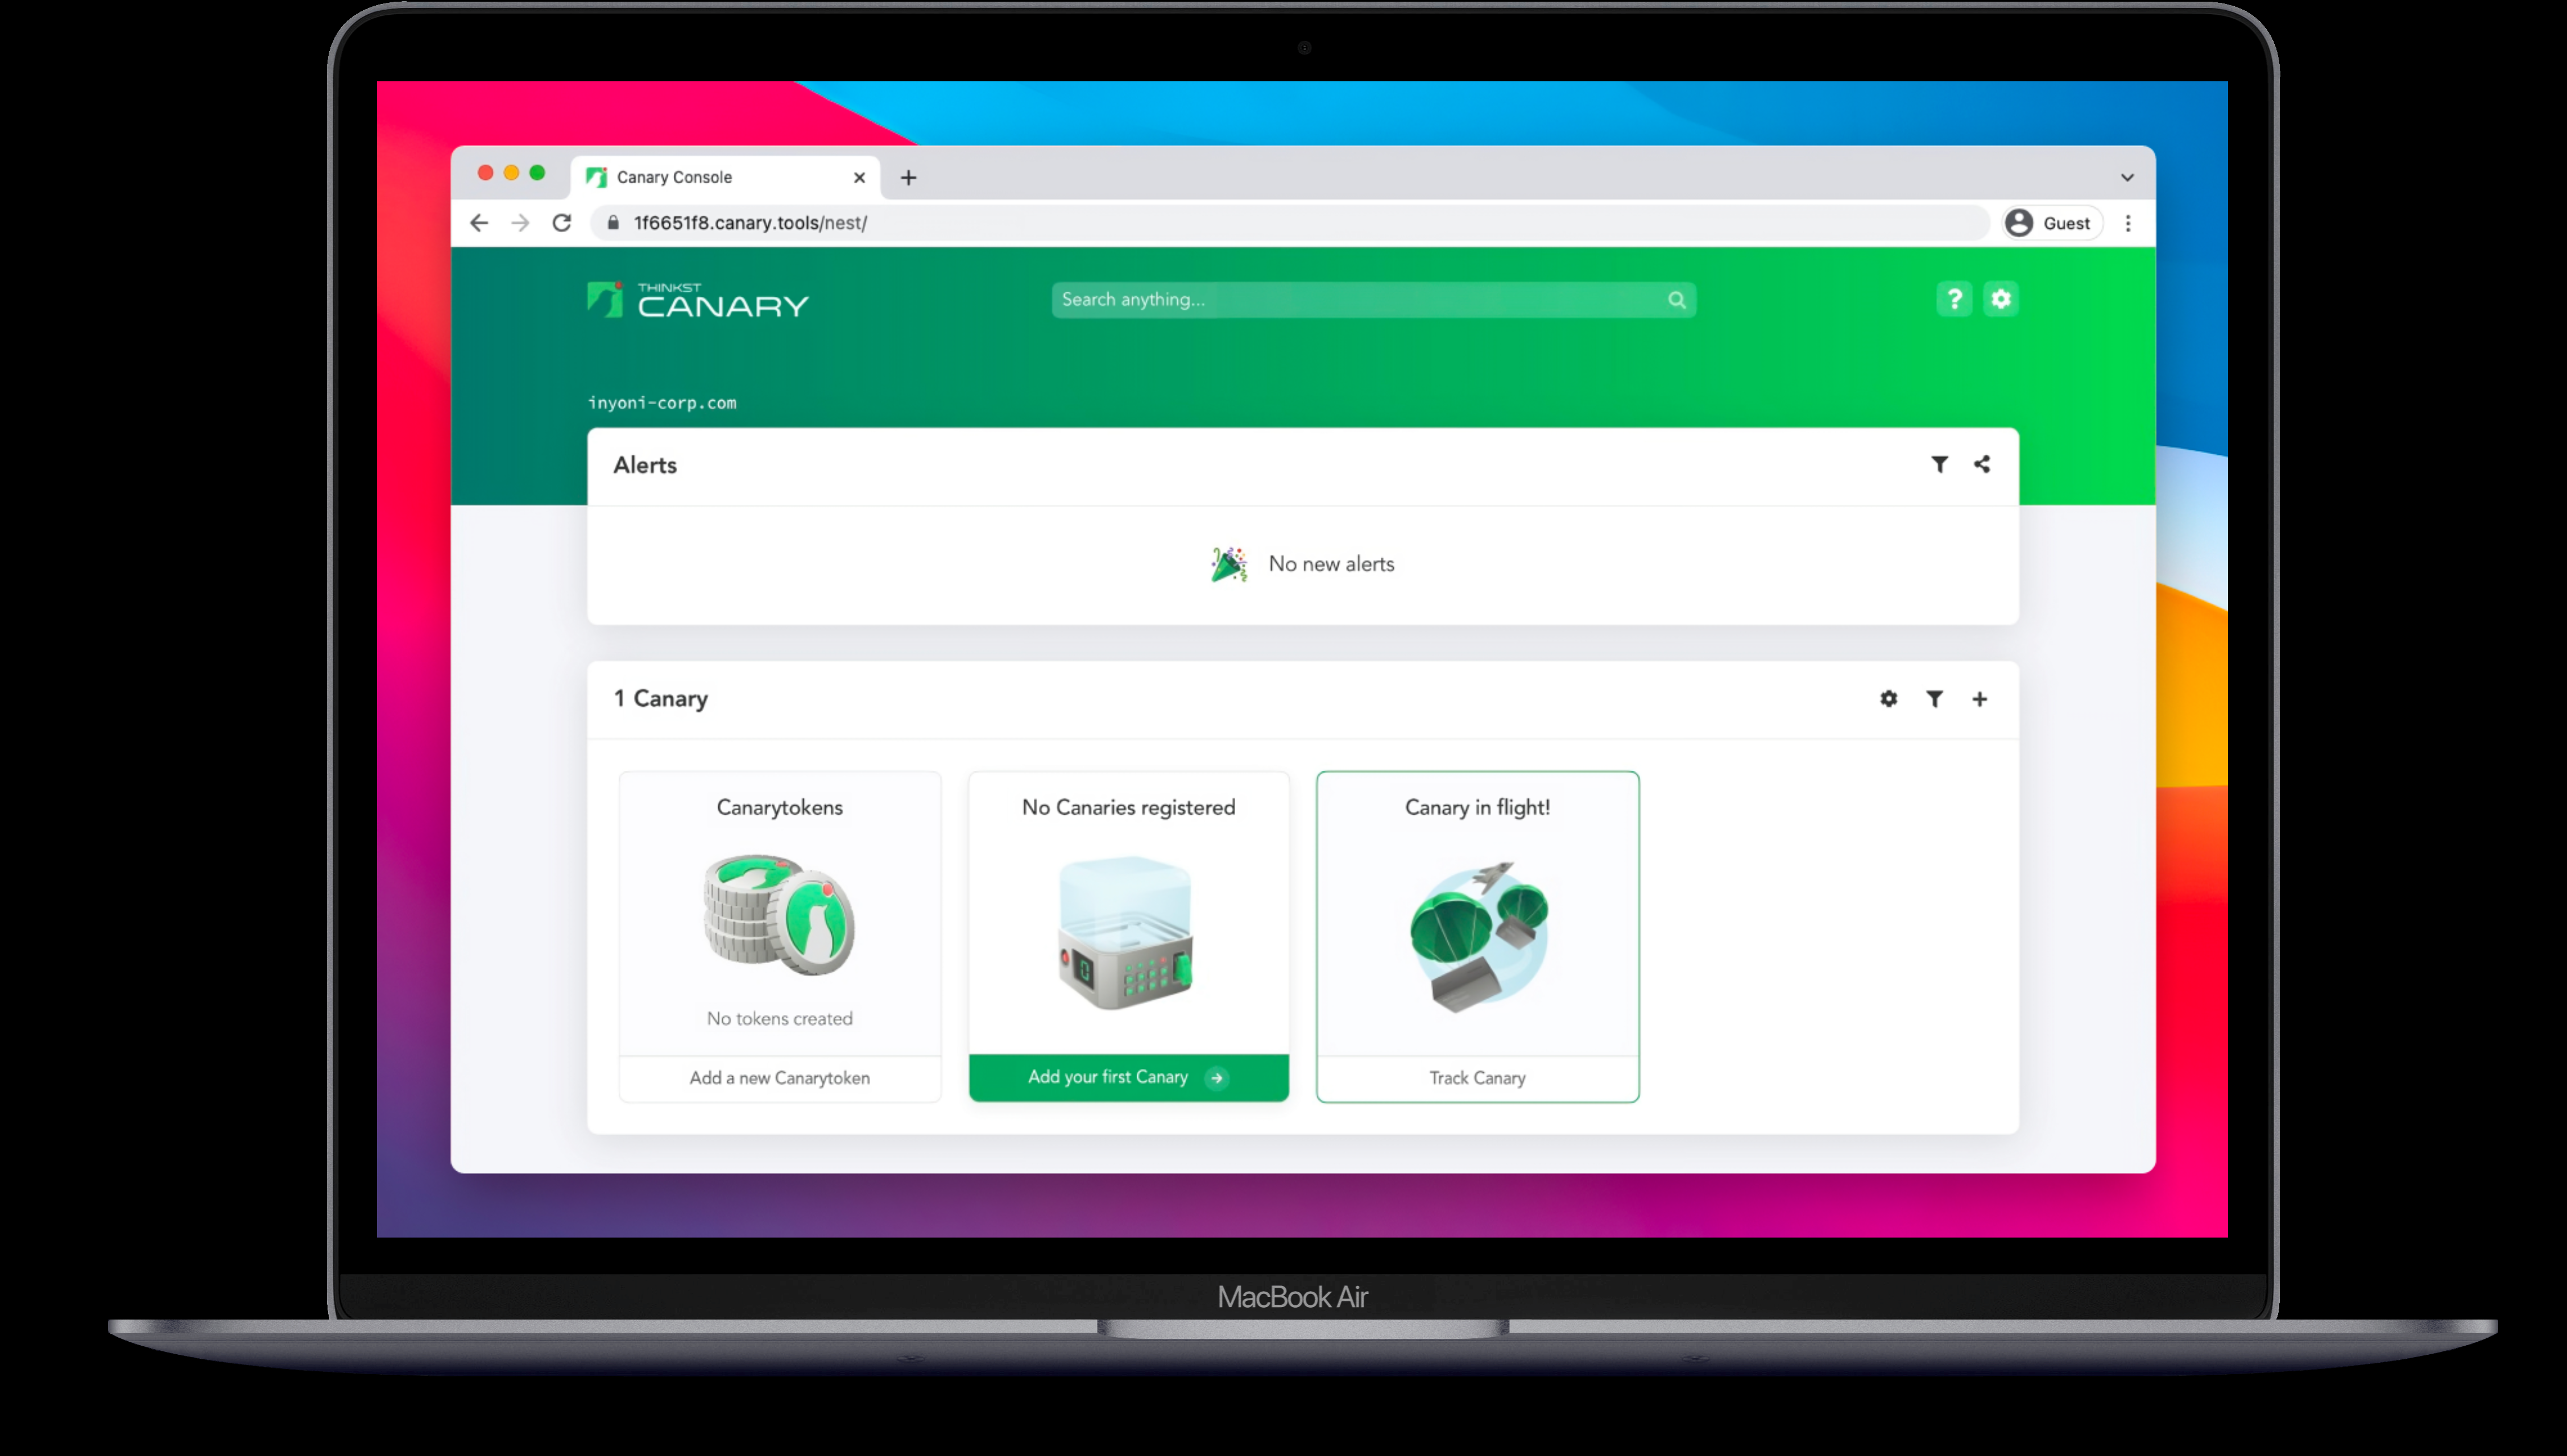 Canary Console
1f6651f8.canary.tools/nest/
Guest
THINKST
CANARY
Search anything...
?
inyoni-corp.com
Alerts
No new alerts
1 Canary
Canarytokens
No Canaries registered
Canary in flight!
0
No tokens created
Add a new Canarytoken
Add your first Canary
Track Canary
MacBook Air